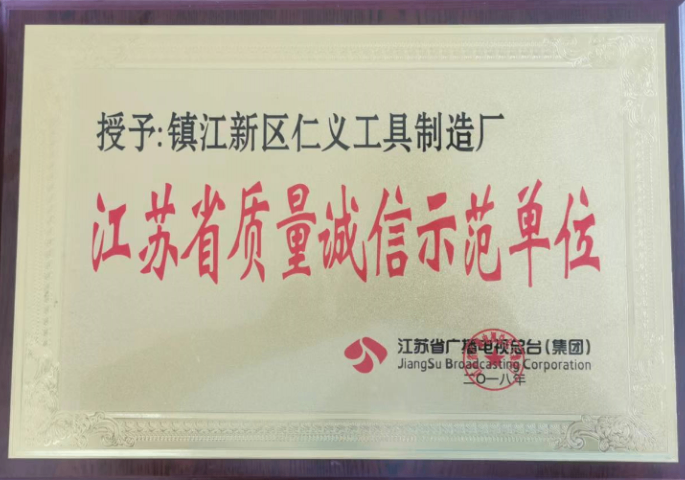 授予:镇江新区仁义工具制造厂
江苏省质量诚信示范单位
江苏省广播电视总台(集团)
JiangSu Broadcasting Corporation
二〇一八年